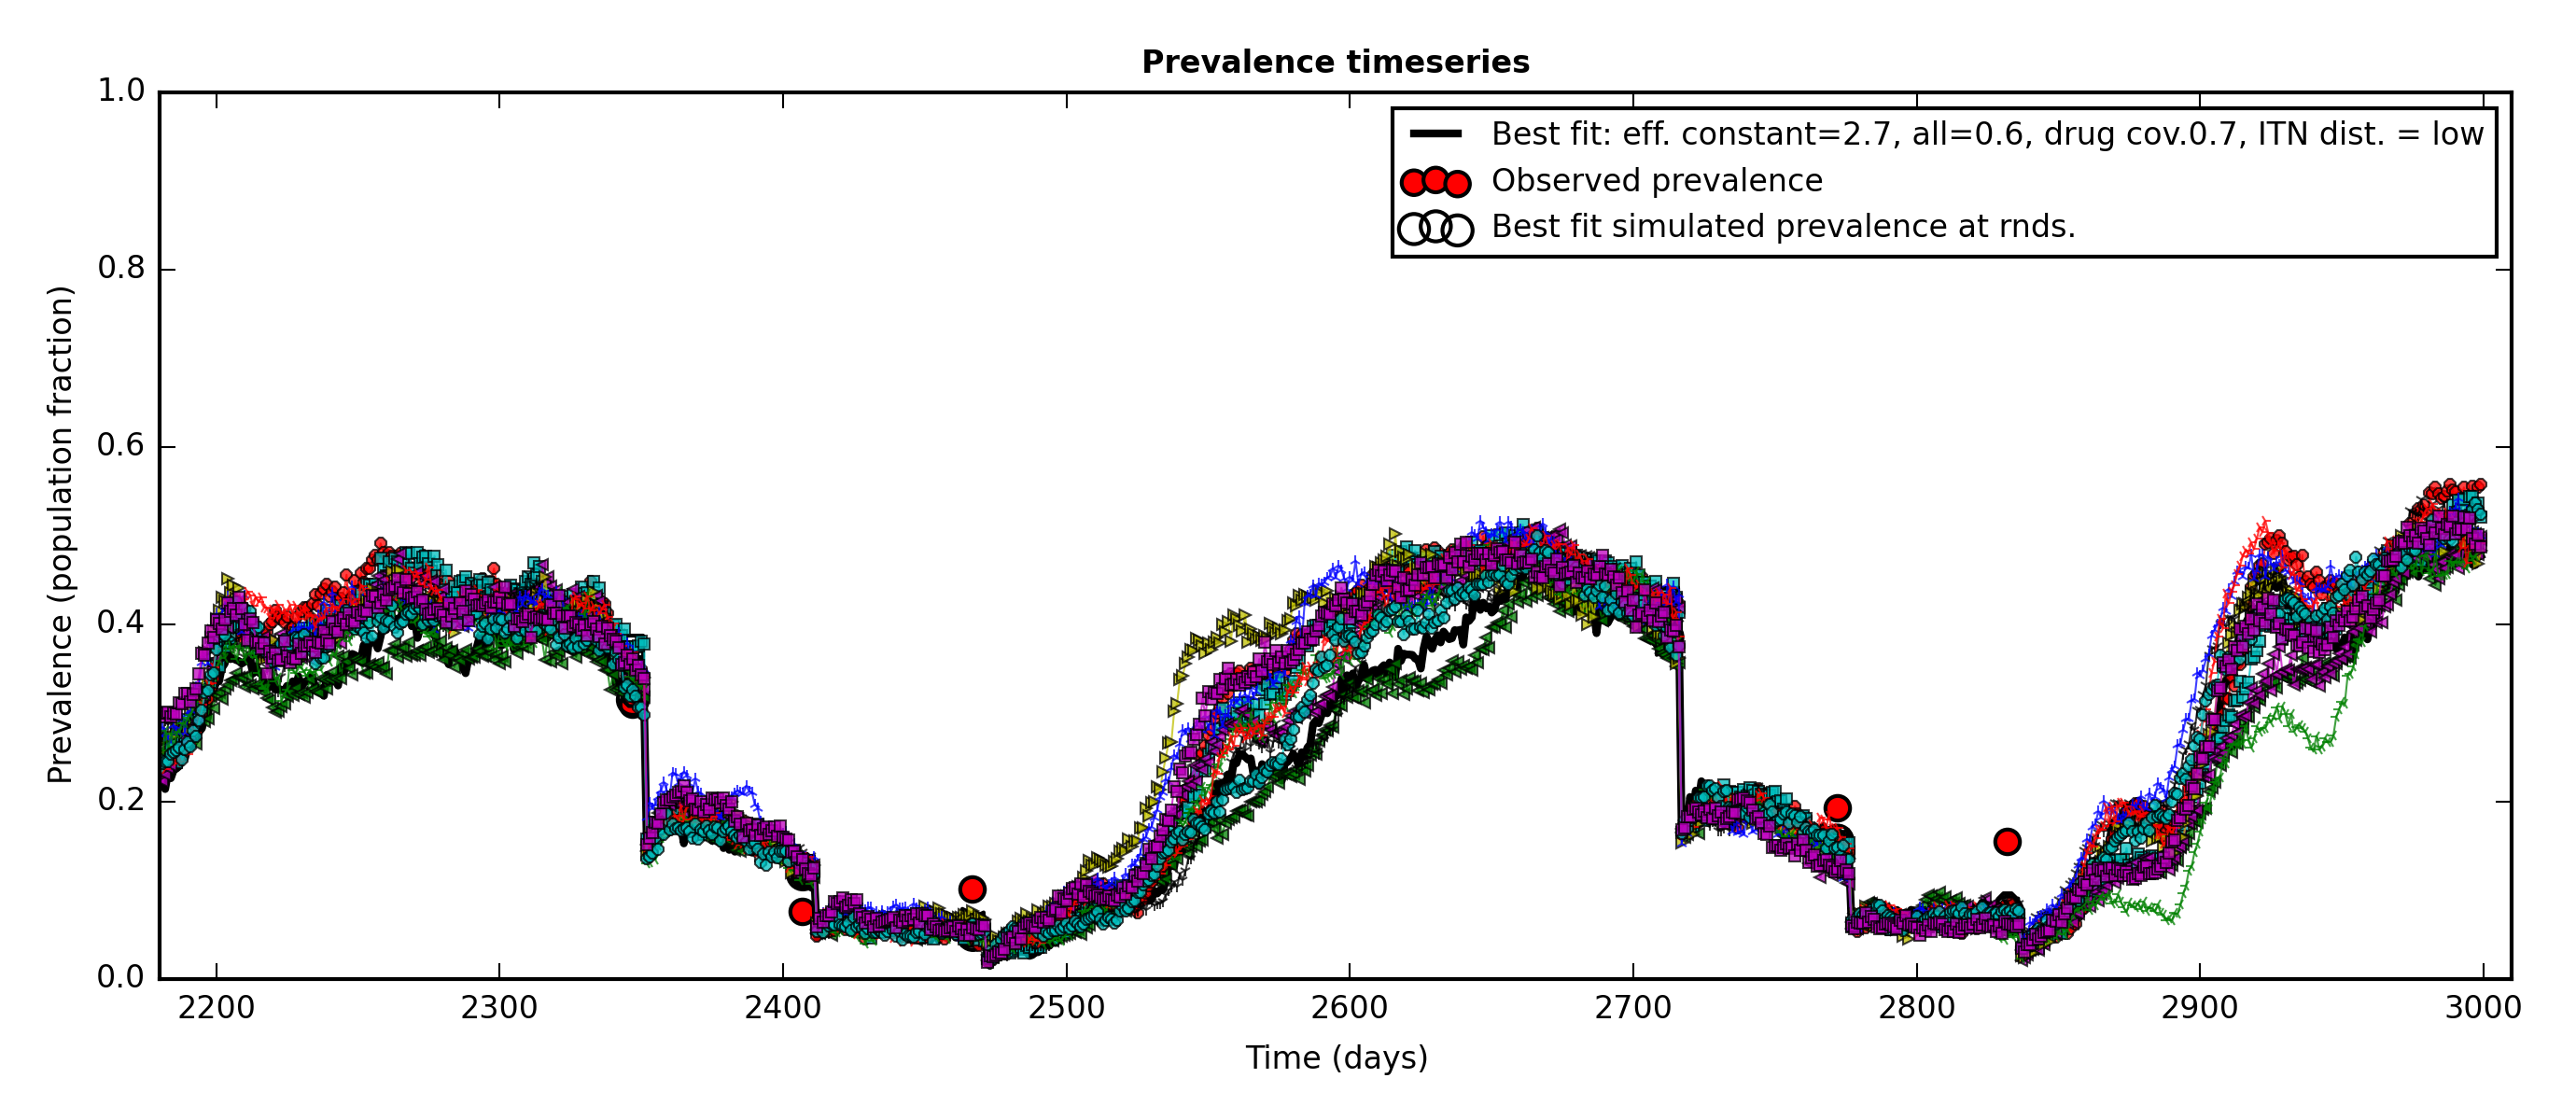 Prevalence timeseries
1.0
0.8
0.6
0.4
0.2
0.0
Prevalence (population fraction)
Best fit: eff. constant=2.7, all=0.6, drug cov.0.7, ITN dist. = low
Observed prevalence
Best fit simulated prevalence at rnds.
2200 2300 2400 2500 2600 2700 2800 2900 3000
Time (days)